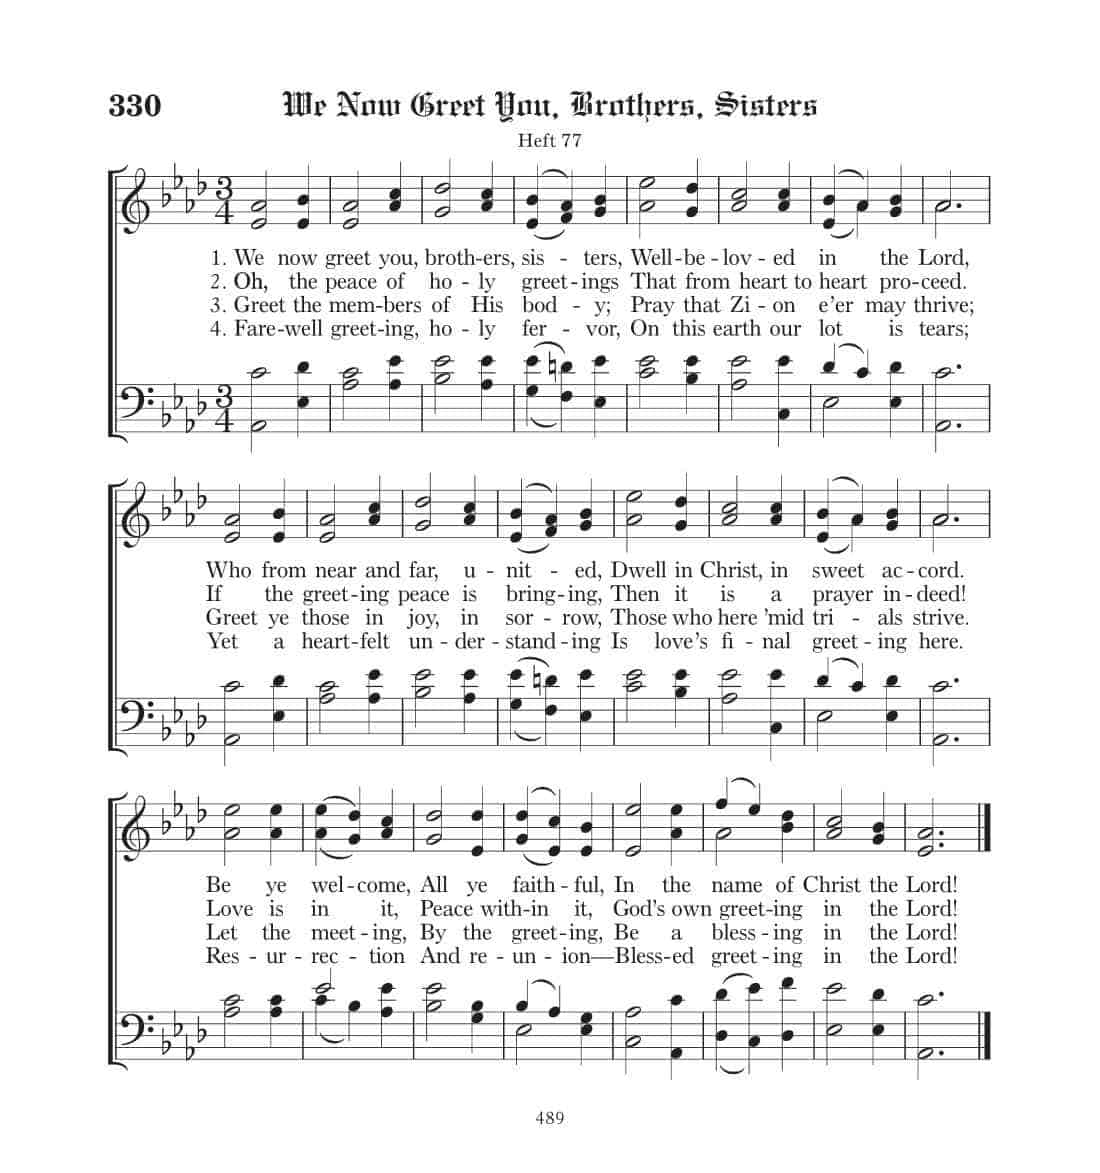 330 We Now Greet You, Brothers, Sisters
Heft 77
1. We now greet you, broth-ers, sis - ters, Well-be-lov-ed in the Lord,
2. Oh, the peace of ho-ly greet-ings That from heart to heart pro-ceed.
3. Greet the mem-bers of His bod - y; Pray that Zi - on e'er may thrive;
4. Fare-well greet-ing, ho-ly fer - vor, On this earth our lot is tears;
Who from near and far, u - nit - ed, Dwell in Christ, in sweet ac-cord.
If the greet-ing peace is bring-ing, Then it is a prayer in-deed!
Greet ye those in joy, in sor-row, Those who here 'mid tri - als strive.
Yet a heart-felt un-der-stand-ing Is love's fi-nal greet-ing here.
Be ye wel-come, All ye faith-ful, In the name of Christ the Lord!
Love is in it, Peace with-in it, God's own greet-ing in the Lord!
Let the meet-ing, By the greet-ing, Be a bless-ing in the Lord!
Res - ur - rec - tion And re-un-ion—Bless-ed greet-ing in the Lord!
489